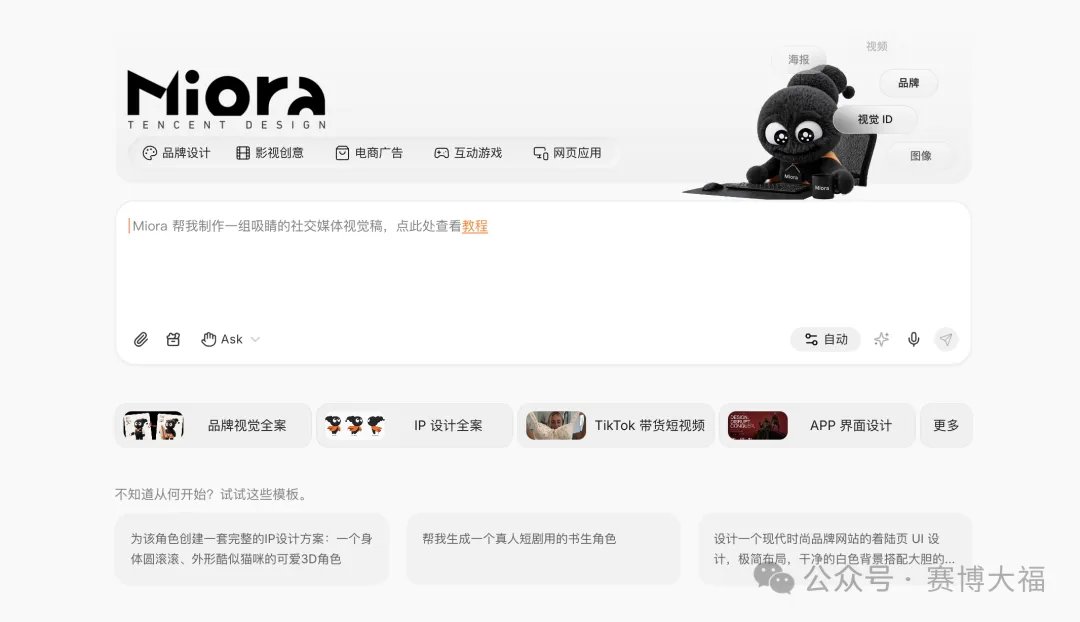 海报
视频
品牌
视觉 ID
图像
Miora
TENCENT DESIGN
品牌设计 影视创意 电商广告 互动游戏 网页应用
Miora
Miora
Miora 帮我制作一组吸睛的社交媒体视觉稿，点此处查看教程
Ask
自动
品牌视觉全案
IP 设计全案
TikTok 带货短视频
DESIGN.
DISRUPT.
CONQUER.
APP 界面设计
更多
不知道从何开始？试试这些模板。
为该角色创建一套完整的IP设计方案：一个身
体圆滚滚、外形酷似猫咪的可爱3D角色
帮我生成一个真人短剧用的书生角色
设计一个现代时尚品牌网站的着陆页 UI 设
计，极简布局，干净的白色背景搭配大胆的...
公众号 · 赛博大福